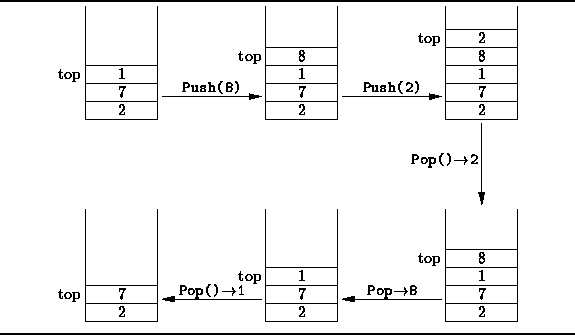 top 1 7 2
Push(8)
top 8 1 7 2
Push(2)
top 2 8 1 7 2
Pop()→2
top 8 1 7 2
Pop→8
top 1 7 2
Pop()→1
top 7 2